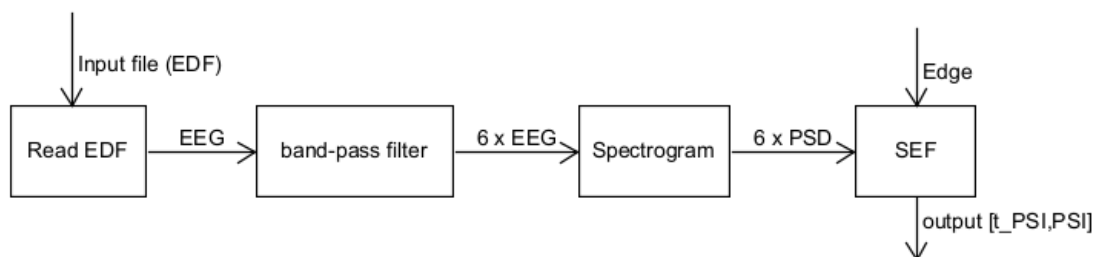 Input file (EDF)
Edge
Read EDF
EEG
band-pass filter
6 x EEG
Spectrogram
6 x PSD
SEF
output [t_PSI,PSI]